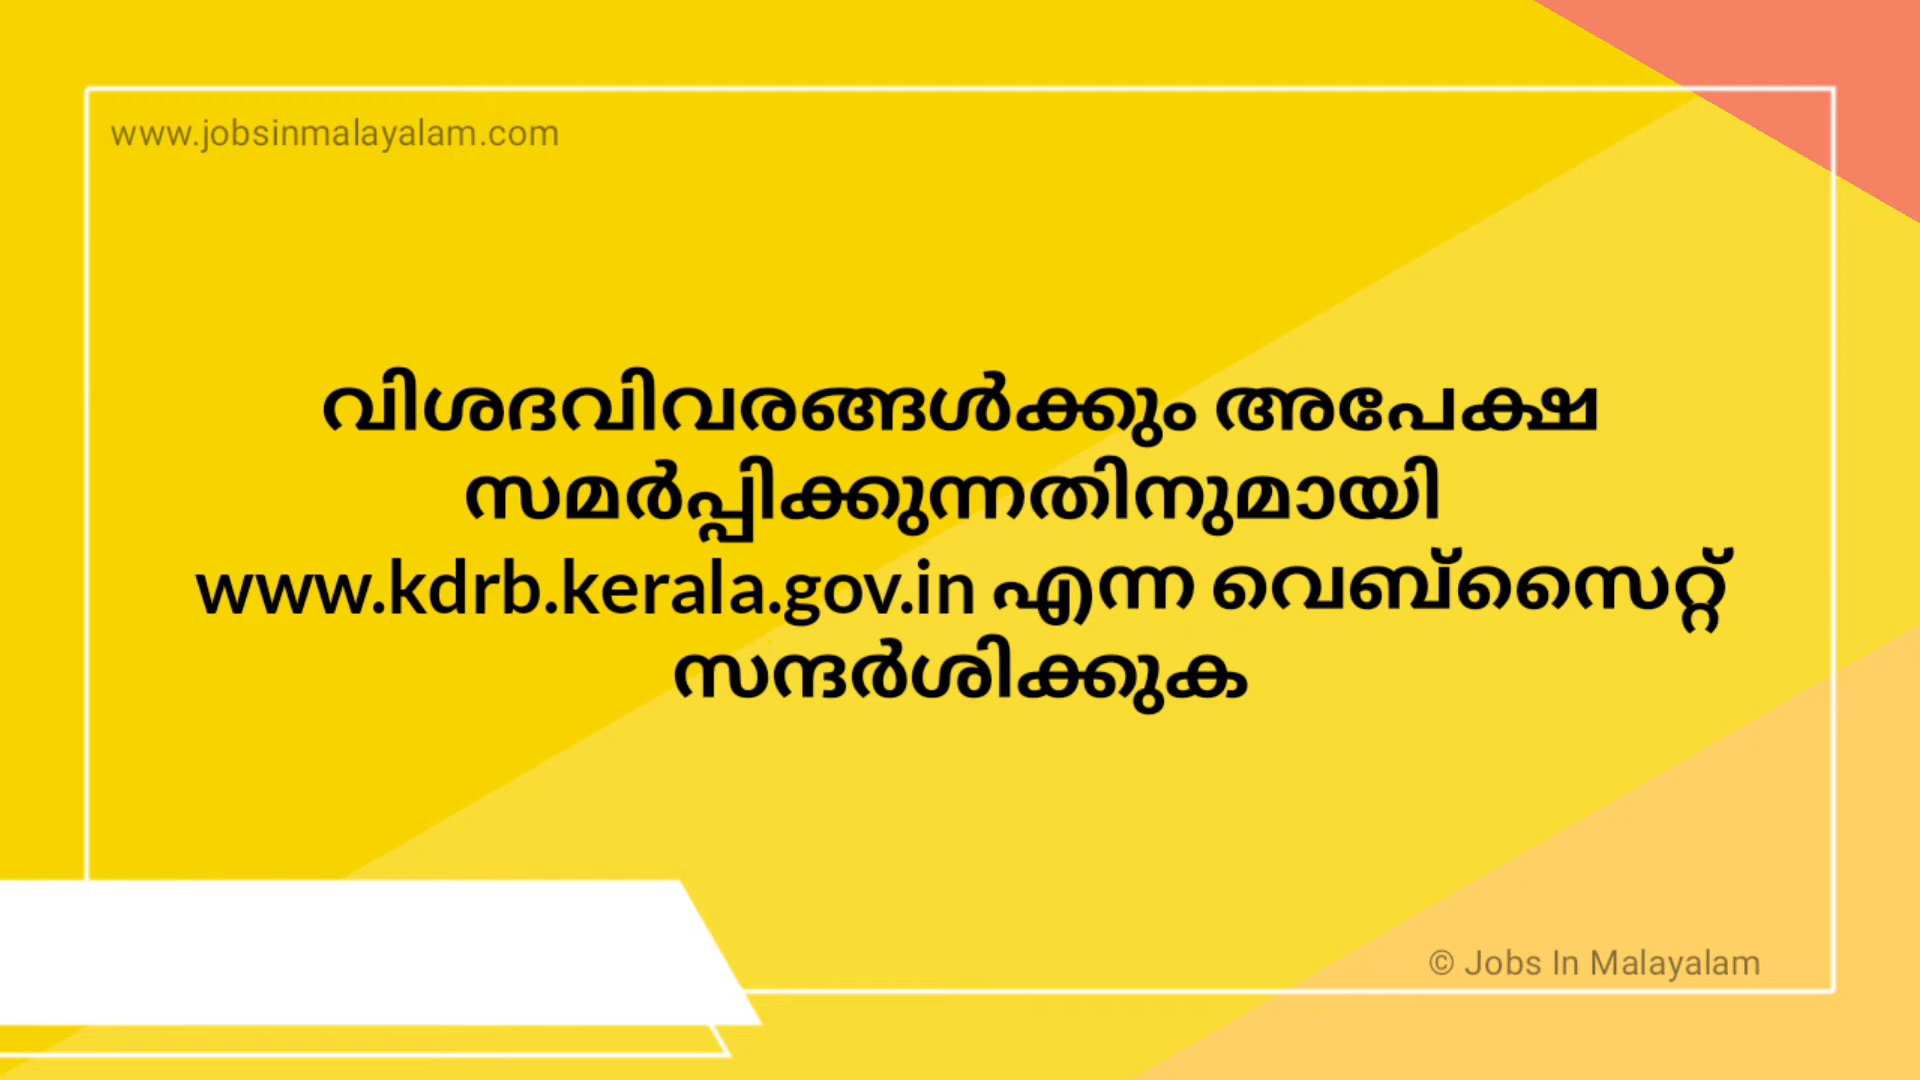 www.jobsinmalayalam.com
വിശദവിവരങ്ങൾക്കും അപേക്ഷ
സമർപ്പിക്കുന്നതിനുമായി
www.kdrb.kerala.gov.in എന്ന വെബ്സൈറ്റ്
സന്ദർശിക്കുക
© Jobs In Malayalam